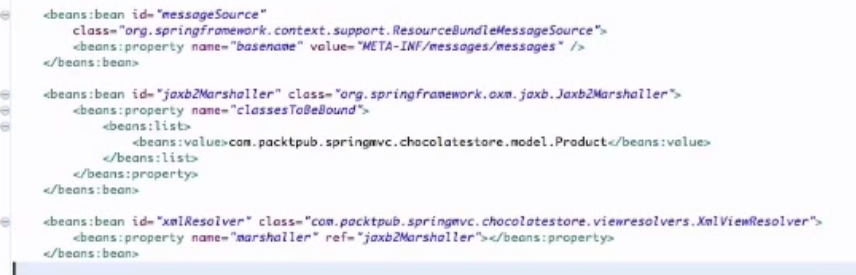 <beans:bean id="messageSource"
class="org.springframework.context.support.ResourceBundleMessageSource">
<beans:property name="basename" value="META-INF/messages/messages" />
</beans:bean>
<beans:bean id="jaxb2Marshaller" class="org.springframework.oxm.jaxb.Jaxb2Marshaller">
<beans:property name="classesToBeBound">
<beans:list>
<beans:value>com.packtpub.springmvc.chocolatestore.model.Product</beans:value>
</beans:list>
</beans:property>
</beans:bean>
<beans:bean id="xmlResolver" class="com.packtpub.springmvc.chocolatestore.viewresolvers.XmlViewResolver">
<beans:property name="marshaller" ref="jaxb2Marshaller"></beans:property>
</beans:bean>